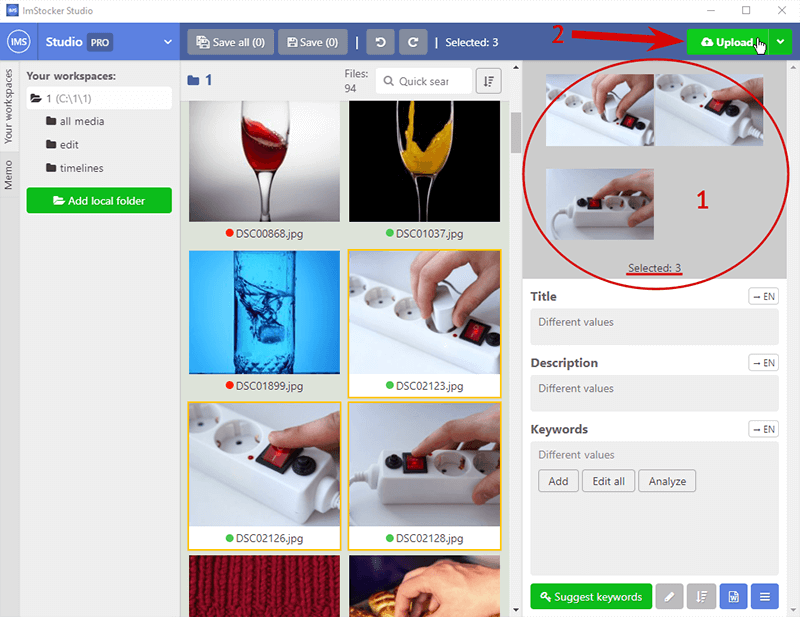 IMS ImStocker Studio
IMS Studio PRO
Save all (0)
Save (0)
Selected: 3
2
Upload
Your workspaces
Memo
Your workspaces:
1 (C:\1\1)
all media
edit
timelines
Add local folder
1
Files:
94
Quick sear
DSC00868.jpg
DSC01037.jpg
DSC01899.jpg
DSC02123.jpg
DSC02126.jpg
DSC02128.jpg
1
Selected: 3
Title
→ EN
Different values
Description
→ EN
Different values
Keywords
→ EN
Different values
Add
Edit all
Analyze
Suggest keywords